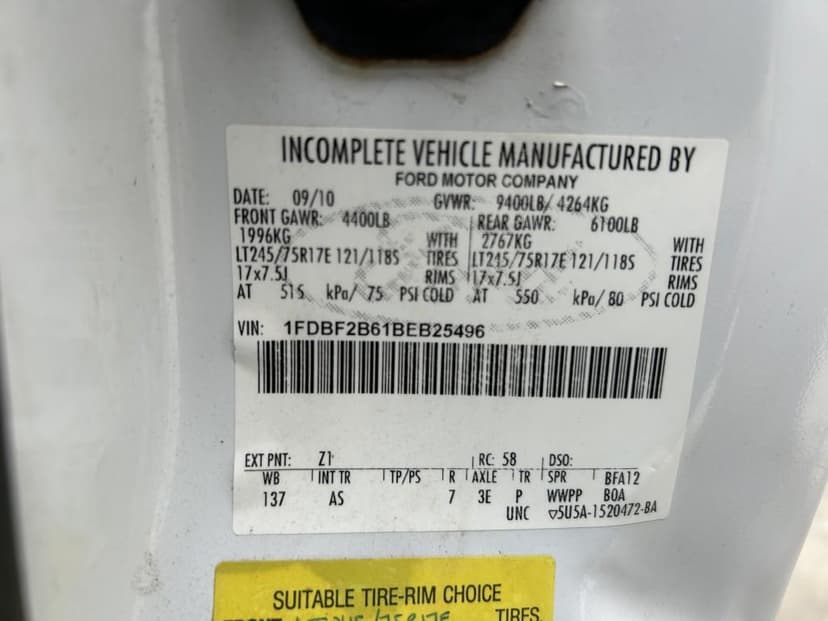 INCOMPLETE VEHICLE MANUFACTURED BY
FORD MOTOR COMPANY
DATE: 09/10 GVWR: 9400LB/ 4264KG
FRONT GAWR: 4400LB REAR GAWR: 6100LB
1996KG WITH 2767KG WITH
LT245/75R17E 121/118S TIRES LT245/75R17E 121/118S TIRES
17x7.5J RIMS 17x7.5J RIMS
AT 515 kPa/ 75 PSI COLD AT 550 kPa/ 80 PSI COLD
VIN: 1FDBF2B61BEB25496
EXT PNT: Z1 RC: 58 DSO:
WB INT TR TP/PS R AXLE TR SPR BFA12
137 AS 7 3E P WWPP BOA
UNC ▽5U5A-1520472-BA
SUITABLE TIRE-RIM CHOICE
FRONT TIRES,